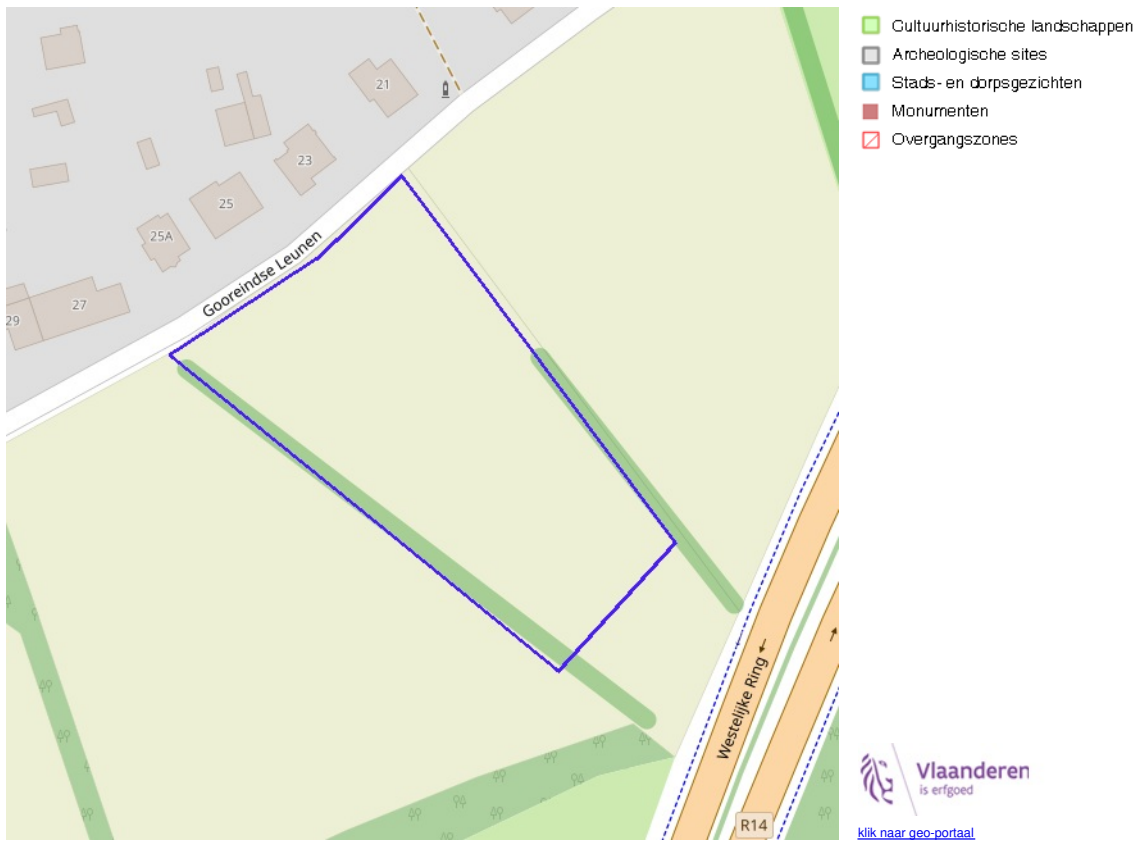 21
23
25
25A
27
29
Gooreindse Leunen
Westelijke Ring
R14
Cultuurhistorische landschappen
Archeologische sites
Stads- en dorpsgezichten
Monumenten
Overgangszones
Vlaanderen
is erfgoed
klik naar geo-portaal